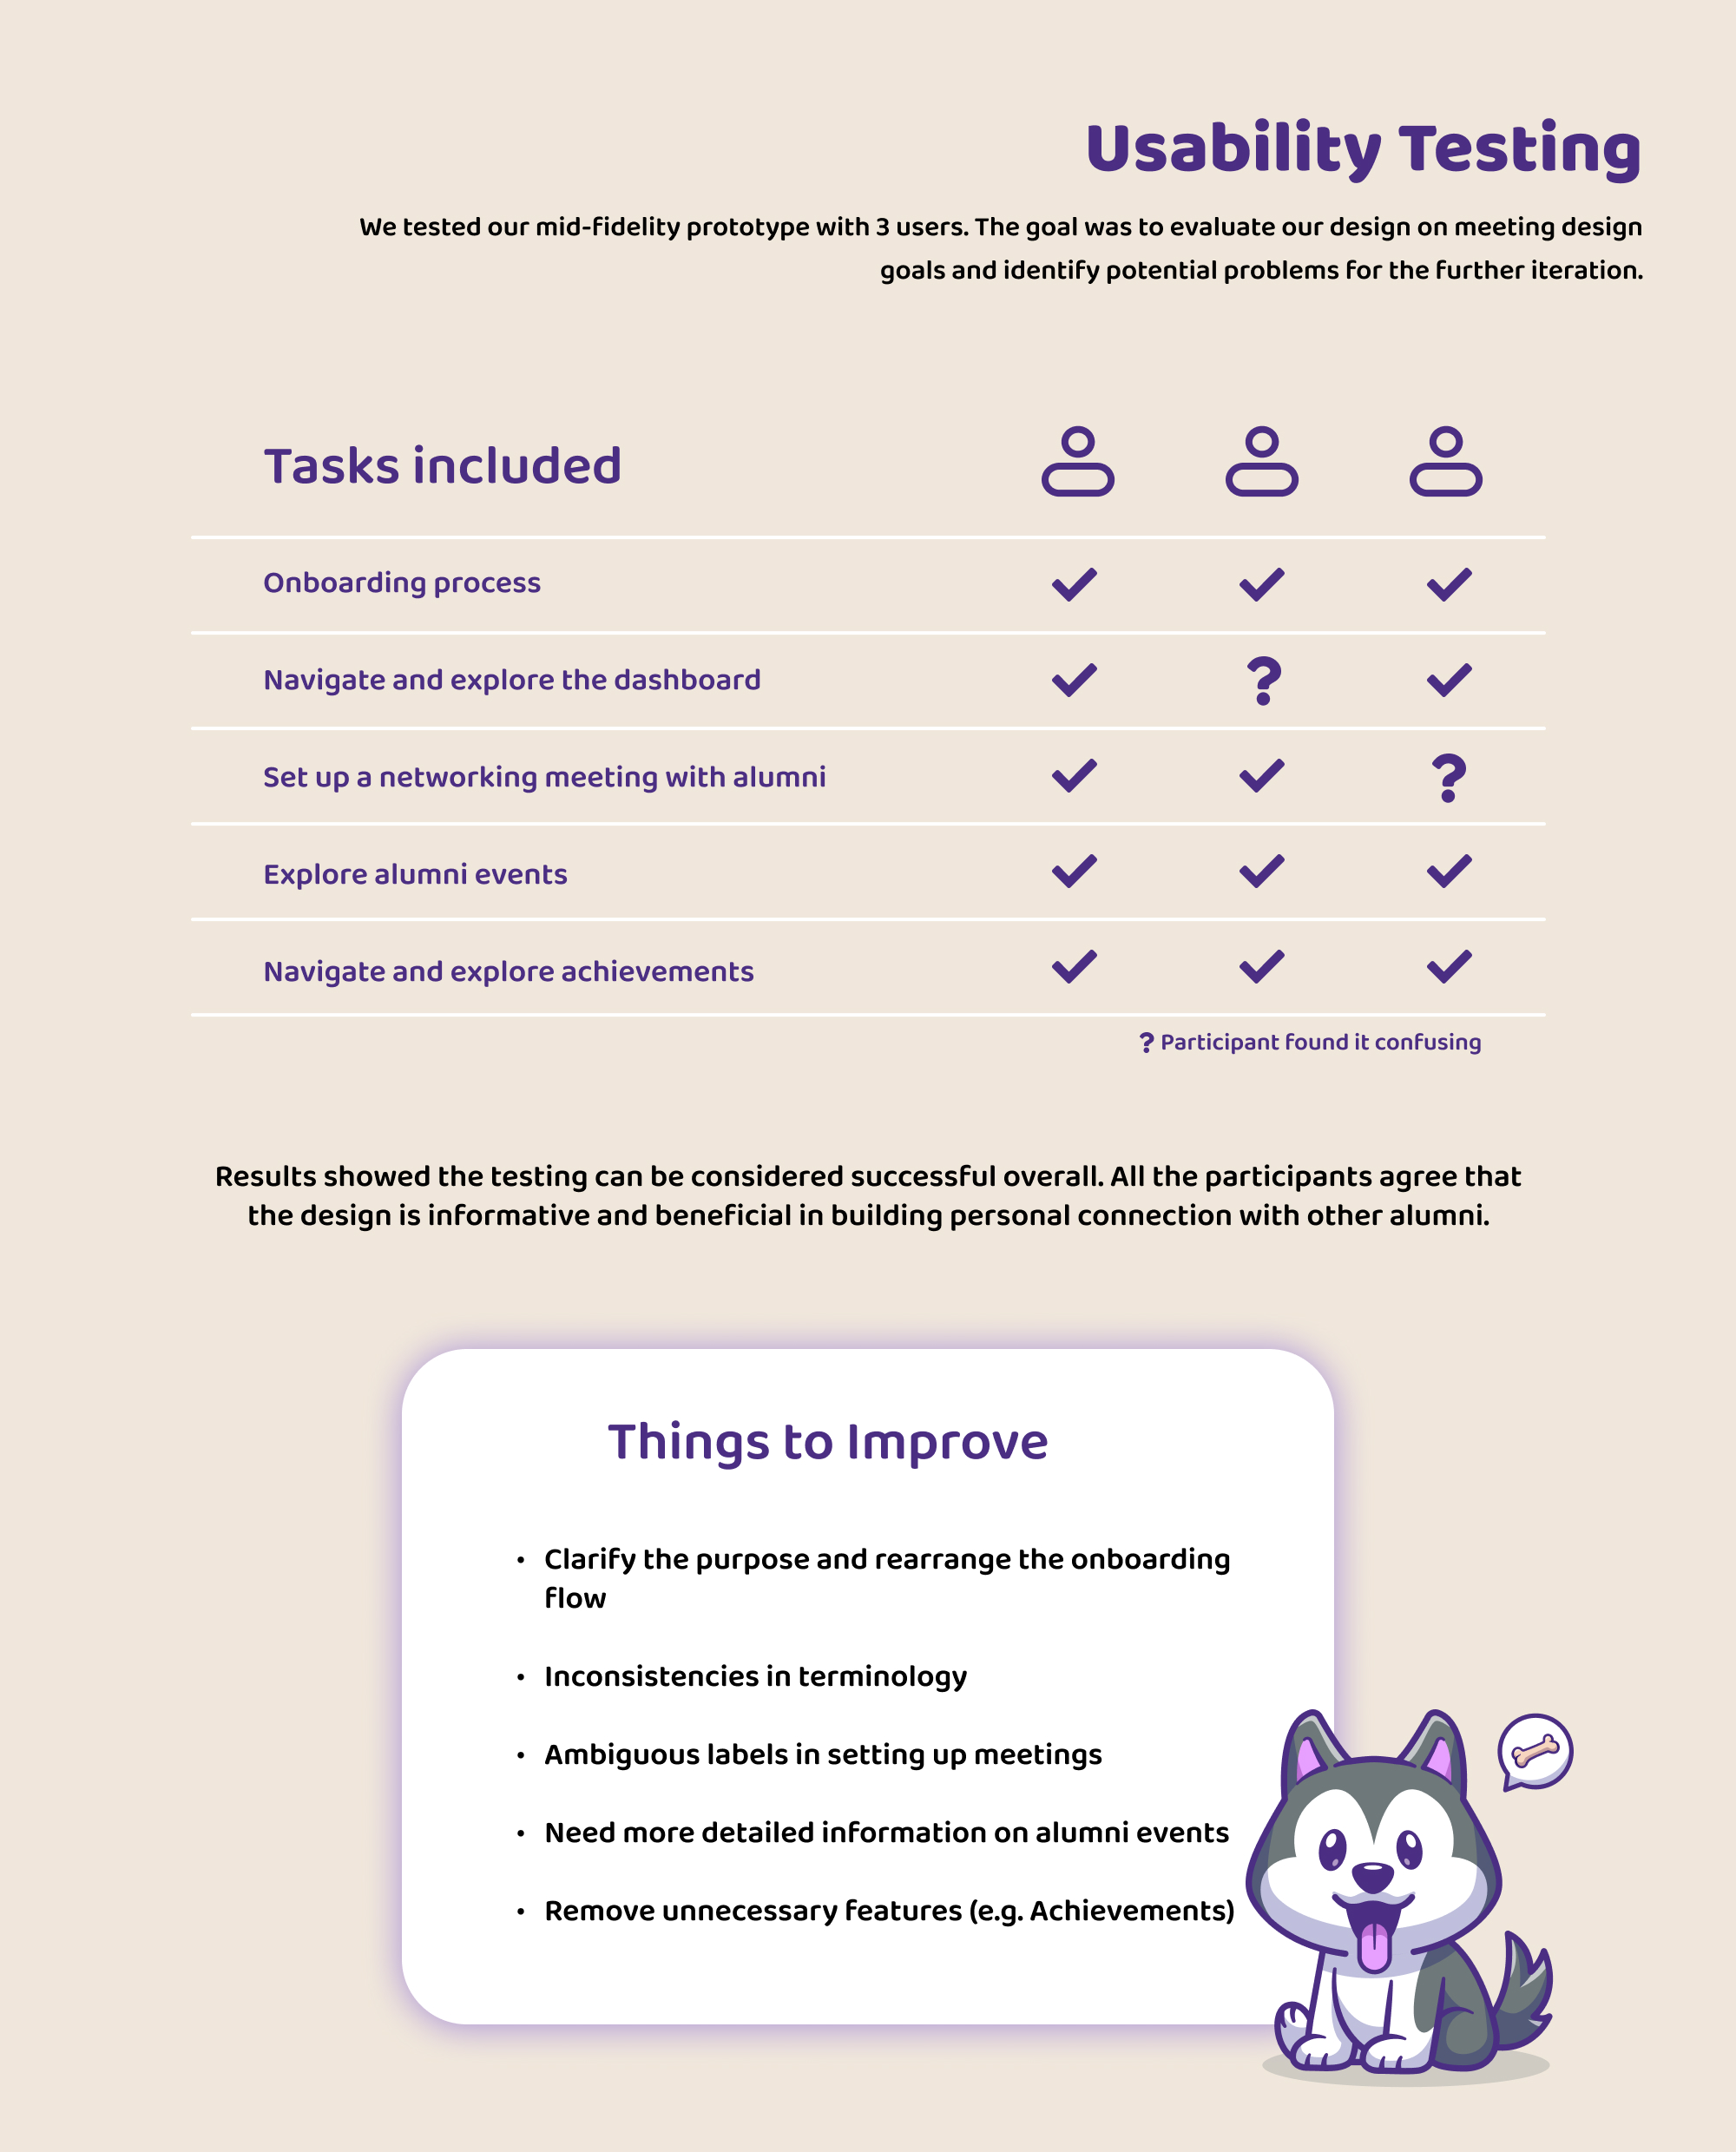 Usability Testing
We tested our mid-fidelity prototype with 3 users. The goal was to evaluate our design on meeting design
goals and identify potential problems for the further iteration.
Tasks included
Onboarding process
Navigate and explore the dashboard
?
Set up a networking meeting with alumni
?
Explore alumni events
Navigate and explore achievements
? Participant found it confusing
Results showed the testing can be considered successful overall. All the participants agree that
the design is informative and beneficial in building personal connection with other alumni.
Things to Improve
• Clarify the purpose and rearrange the onboarding
flow
• Inconsistencies in terminology
• Ambiguous labels in setting up meetings
• Need more detailed information on alumni events
• Remove unnecessary features (e.g. Achievements)